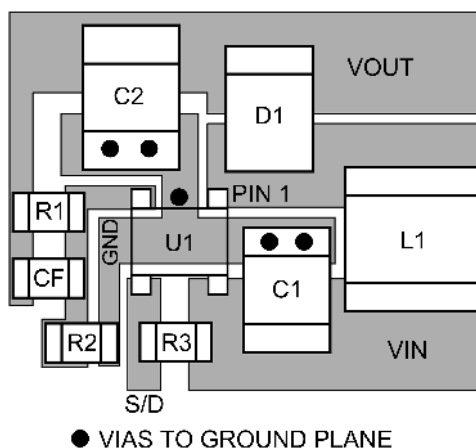 VOUT
C2
D1
PIN 1
R1
GND
U1
L1
CF
C1
R2
R3
VIN
S/D
VIAS TO GROUND PLANE